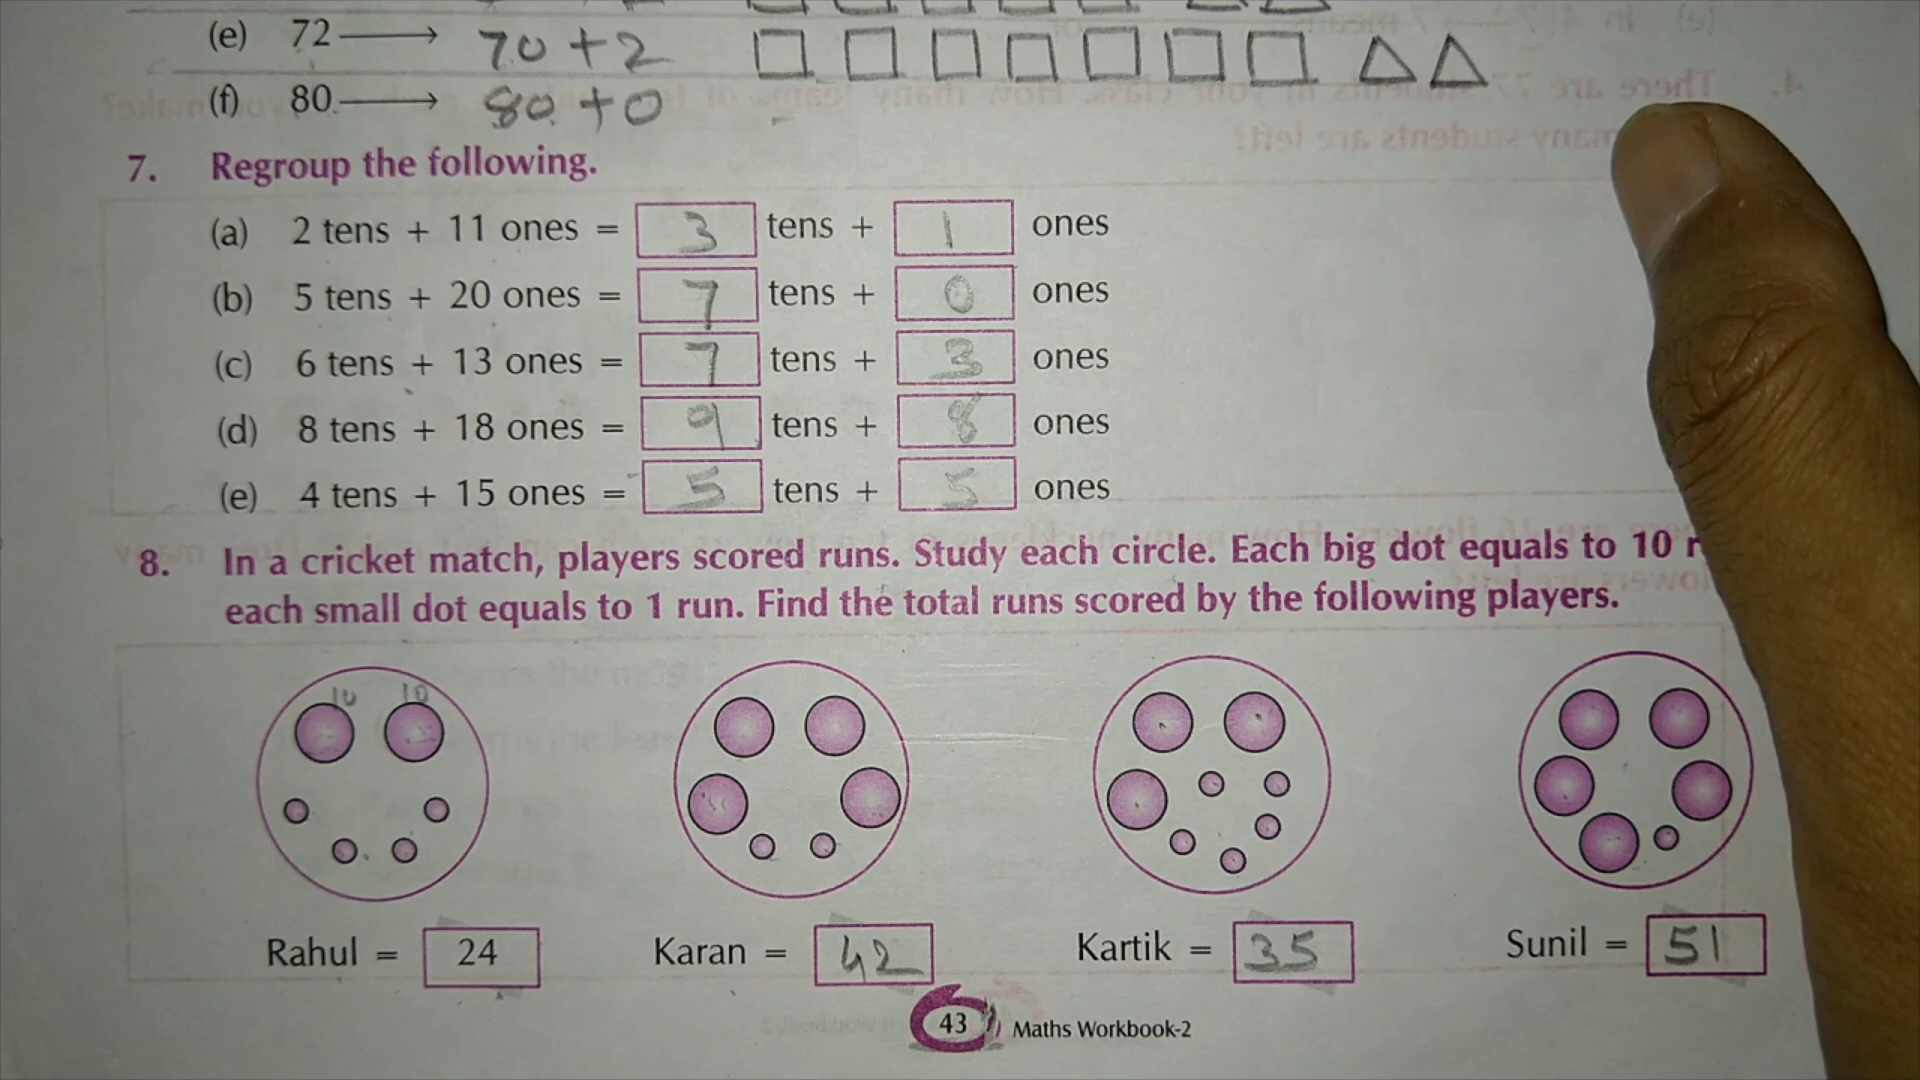 (e) 72 → 70 + 2
(f) 80 → 80 + 0
7. Regroup the following.
(a) 2 tens + 11 ones = 3 tens + 1 ones
(b) 5 tens + 20 ones = 7 tens + 0 ones
(c) 6 tens + 13 ones = 7 tens + 3 ones
(d) 8 tens + 18 ones = 9 tens + 8 ones
(e) 4 tens + 15 ones = 5 tens + 5 ones
8. In a cricket match, players scored runs. Study each circle. Each big dot equals to 10 r
each small dot equals to 1 run. Find the total runs scored by the following players.
10 10
Rahul = 24 Karan = 42 Kartik = 35 Sunil = 51
43 Maths Workbook-2